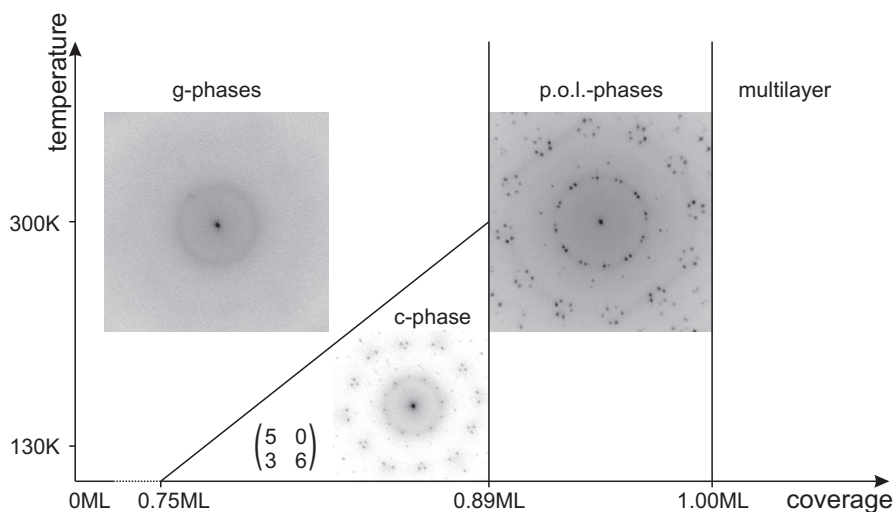 temperature
g-phases
p.o.l.-phases
multilayer
300K
c-phase
5 0
3 6
130K
0ML
0.75ML
0.89ML
1.00ML
coverage